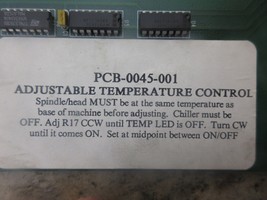 PCB-0045-001
ADJUSTABLE TEMPERATURE CONTROL
Spindle/head MUST be at the same temperature as
base of machine before adjusting. Chiller must be
OFF. Adj R17 CCW until TEMP LED is OFF. Turn CW
until it comes ON. Set at midpoint between ON/OFF